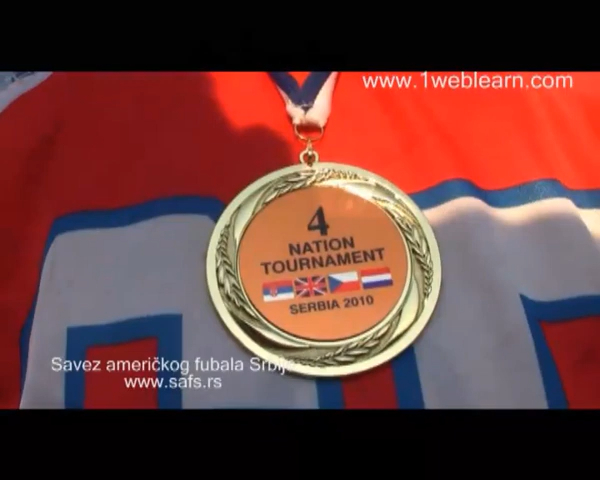 www.1weblearn.com
4
NATION
TOURNAMENT
SERBIA 2010
Savez američkog fubala Srbije
www.safs.rs